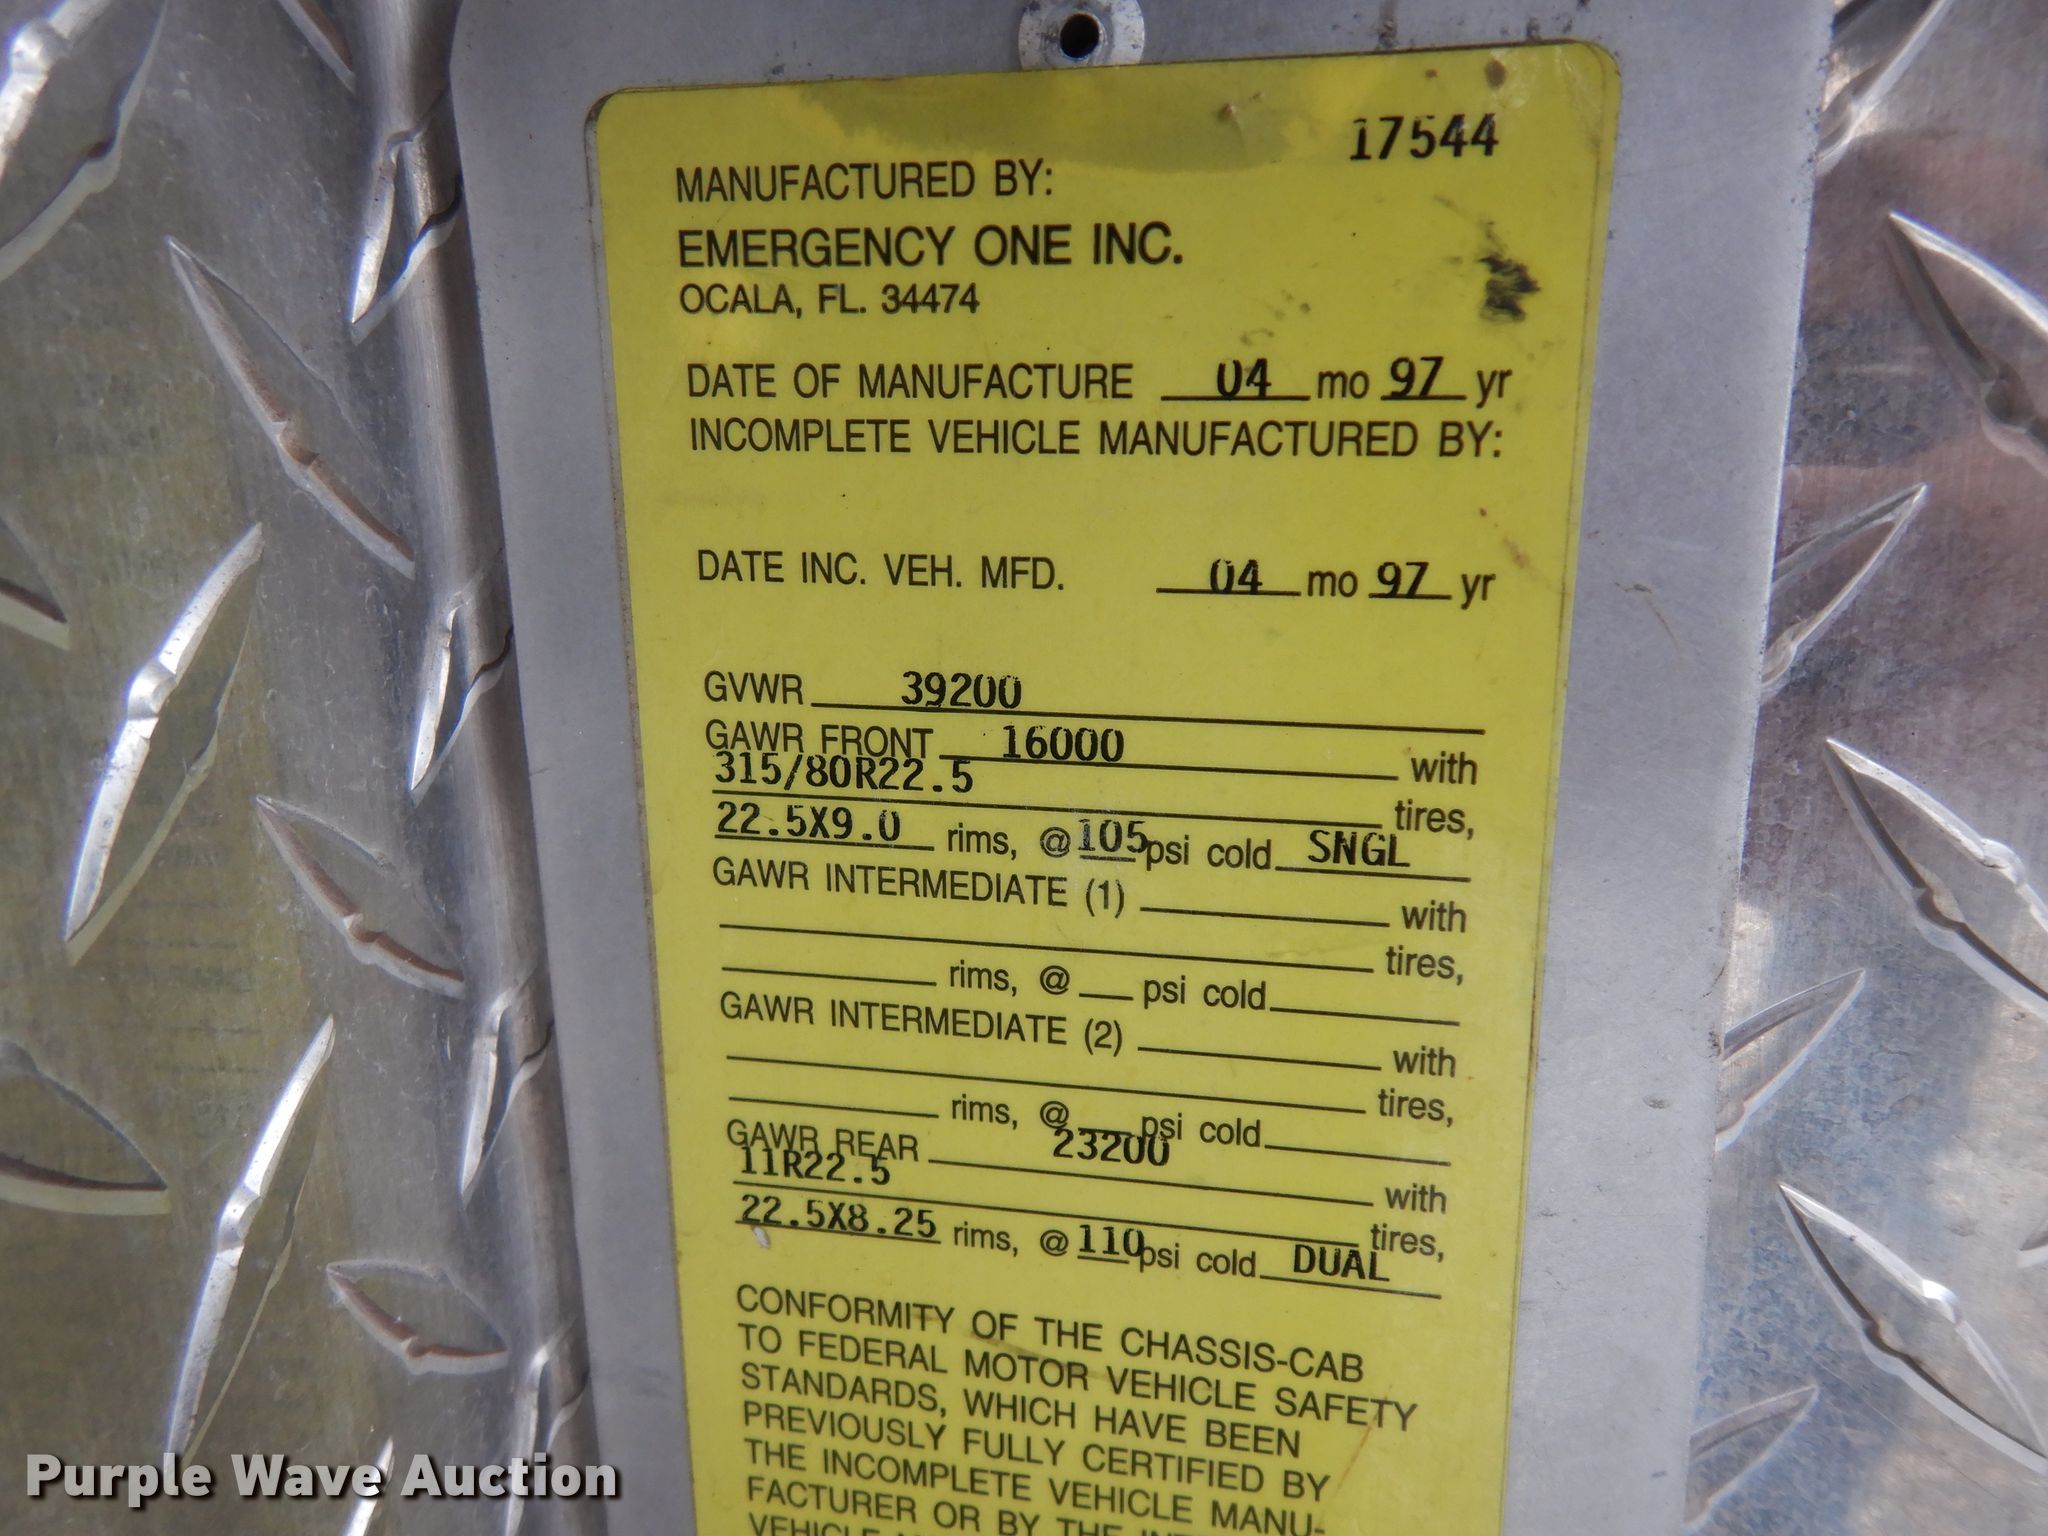 17544
MANUFACTURED BY:
EMERGENCY ONE INC.
OCALA, FL. 34474
DATE OF MANUFACTURE 04 mo 97 yr
INCOMPLETE VEHICLE MANUFACTURED BY:
DATE INC. VEH. MFD. 04 mo 97 yr
GVWR 39200
GAWR FRONT 16000 with
315/80R22.5 tires,
22.5X9.0 rims, @ 105 psi cold SNGL
GAWR INTERMEDIATE (1) with
tires,
rims, @ psi cold
GAWR INTERMEDIATE (2) with
tires,
rims, @ psi cold
GAWR REAR 23200 with
11R22.5 tires,
22.5X8.25 rims, @ 110 psi cold DUAL
CONFORMITY OF THE CHASSIS-CAB
TO FEDERAL MOTOR VEHICLE SAFETY
STANDARDS, WHICH HAVE BEEN
PREVIOUSLY FULLY CERTIFIED BY
THE INCOMPLETE VEHICLE MANU-
FACTURER OR BY THE
VEHICLE
Purple Wave Auction